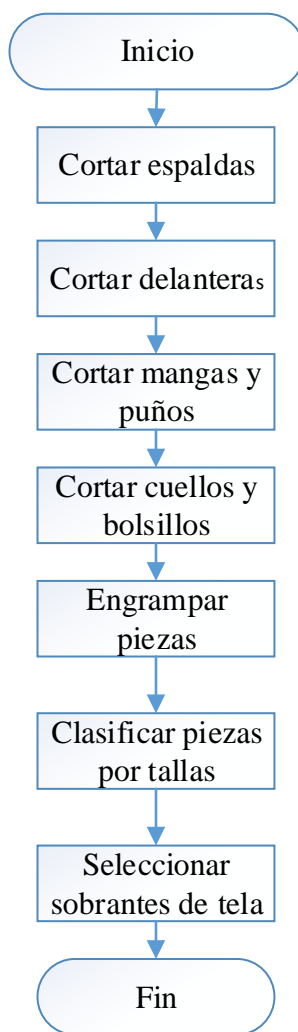 Inicio
Cortar espaldas
Cortar delanteras
Cortar mangas y
puños
Cortar cuellos y
bolsillos
Engrampar
piezas
Clasificar piezas
por tallas
Seleccionar
sobrantes de tela
Fin